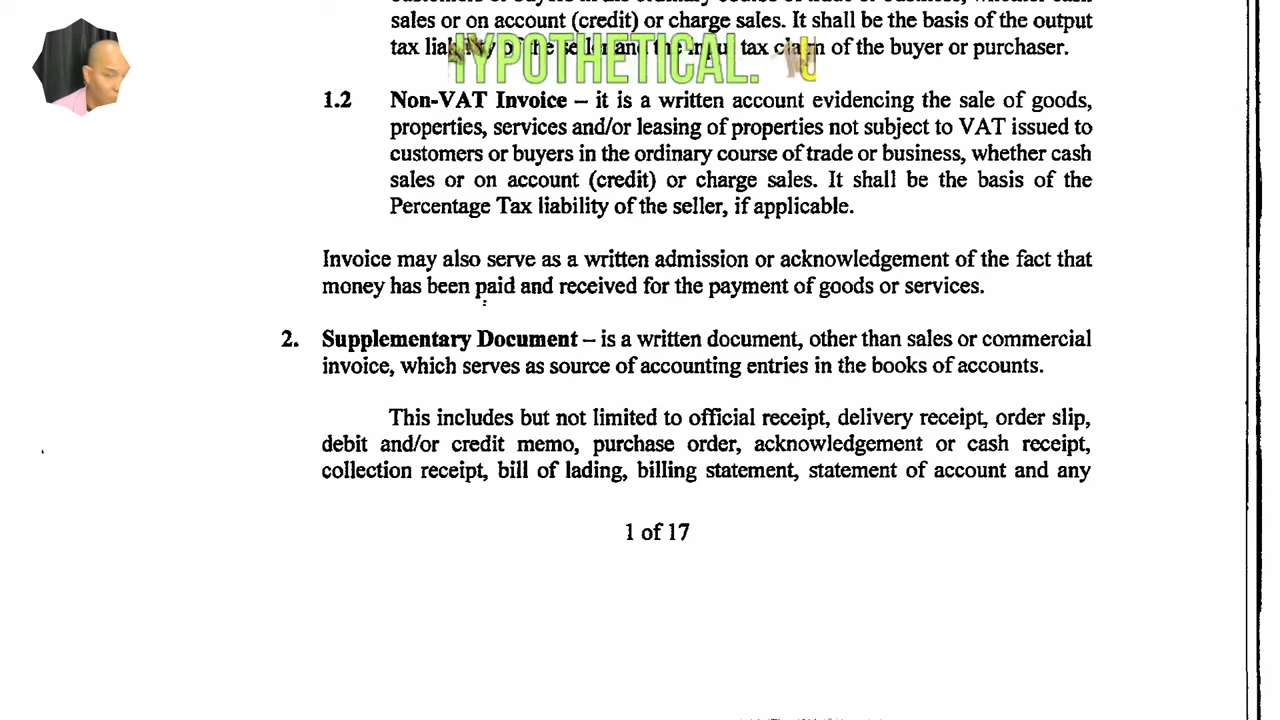 sales or on account (credit) or charge sales. It shall be the basis of the output
tax liability of the seller and the input tax claim of the buyer or purchaser.
HYPOTHETICAL.
1.2 Non-VAT Invoice – it is a written account evidencing the sale of goods,
properties, services and/or leasing of properties not subject to VAT issued to
customers or buyers in the ordinary course of trade or business, whether cash
sales or on account (credit) or charge sales. It shall be the basis of the
Percentage Tax liability of the seller, if applicable.
Invoice may also serve as a written admission or acknowledgement of the fact that
money has been paid and received for the payment of goods or services.
2. Supplementary Document – is a written document, other than sales or commercial
invoice, which serves as source of accounting entries in the books of accounts.
This includes but not limited to official receipt, delivery receipt, order slip,
debit and/or credit memo, purchase order, acknowledgement or cash receipt,
collection receipt, bill of lading, billing statement, statement of account and any
1 of 17